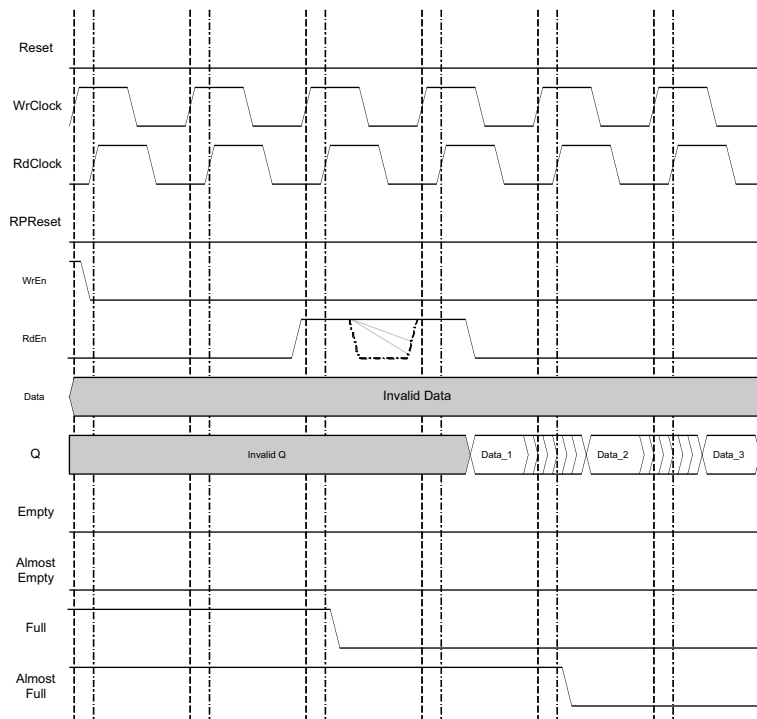 Reset
WrClock
RdClock
RPReset
WrEn
RdEn
Data
Invalid Data
Q
Invalid Q
Data_1
Data_2
Data_3
Empty
Almost
Empty
Full
Almost
Full